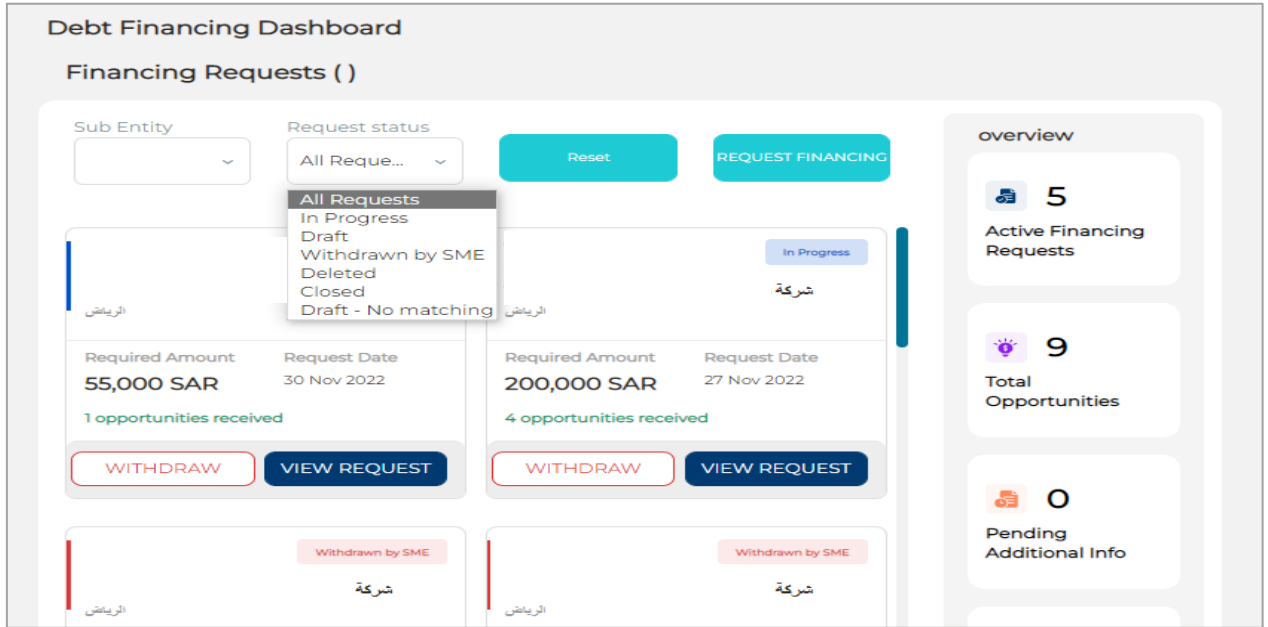 Debt Financing Dashboard
Financing Requests ( )
Sub Entity
Request status
All Reque...
Reset
REQUEST FINANCING
All Requests
In Progress
Draft
Withdrawn by SME
Deleted
Closed
Draft - No matching
الرياض
Required Amount
Request Date
55,000 SAR
30 Nov 2022
1 opportunities received
WITHDRAW
VIEW REQUEST
In Progress
شركة
الرياض
Required Amount
Request Date
200,000 SAR
27 Nov 2022
4 opportunities received
WITHDRAW
VIEW REQUEST
Withdrawn by SME
شركة
الرياض
Withdrawn by SME
شركة
الرياض
overview
5
Active Financing
Requests
9
Total
Opportunities
0
Pending
Additional Info